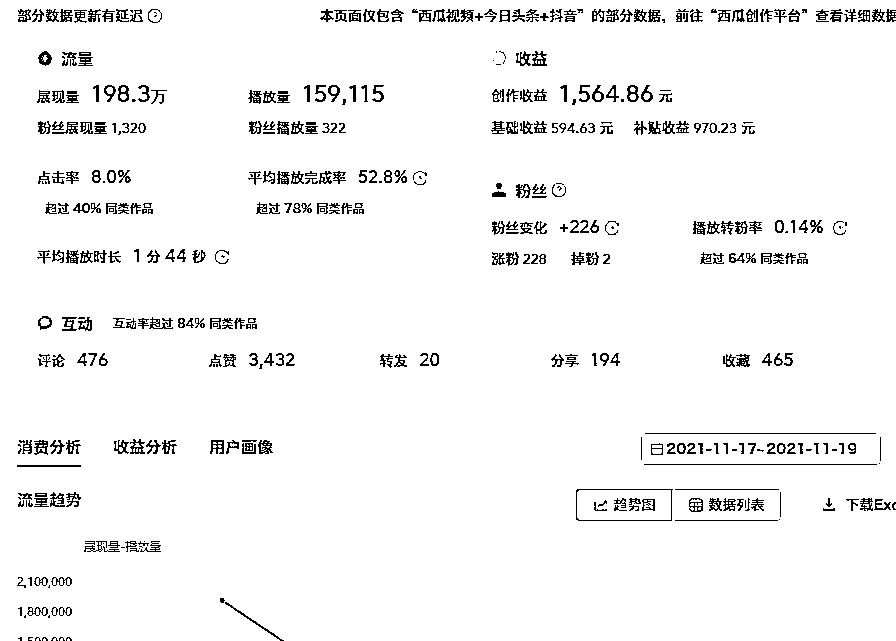 部分数据更新有延迟
本页面仅包含“西瓜视频+今日头条+抖音”的部分数据，前往“西瓜创作平台”查看详细数据
流量
收益
展现量 198.3万
播放量 159,115
创作收益 1,564.86 元
粉丝展现量 1,320
粉丝播放量 322
基础收益 594.63 元 补贴收益 970.23 元
点击率 8.0%
平均播放完成率 52.8%
粉丝
超过 40% 同类作品
超过 78% 同类作品
粉丝变化 +226
播放转粉率 0.14%
平均播放时长 1 分 44 秒
涨粉 228 掉粉 2
超过 64% 同类作品
互动 互动率超过 84% 同类作品
评论 476
点赞 3,432
转发 20
分享 194
收藏 465
消费分析 收益分析 用户画像
2021-11-17~2021-11-19
流量趋势
趋势图 数据列表
下载Exc
展现量-播放量
2,100,000
1,800,000